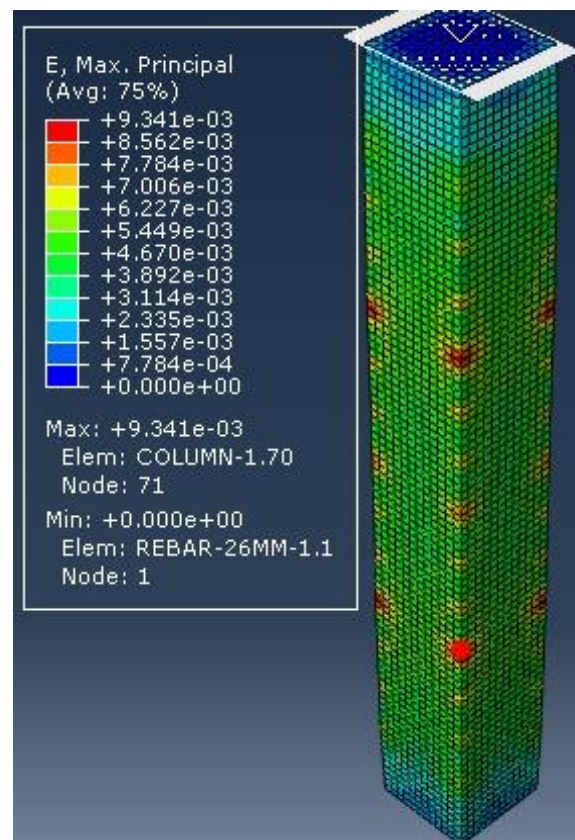 E, Max. Principal
(Avg: 75%)
+9.341e-03
+8.562e-03
+7.784e-03
+7.006e-03
+6.227e-03
+5.449e-03
+4.670e-03
+3.892e-03
+3.114e-03
+2.335e-03
+1.557e-03
+7.784e-04
+0.000e+00
Max: +9.341e-03
Elem: COLUMN-1.70
Node: 71
Min: +0.000e+00
Elem: REBAR-26MM-1.1
Node: 1